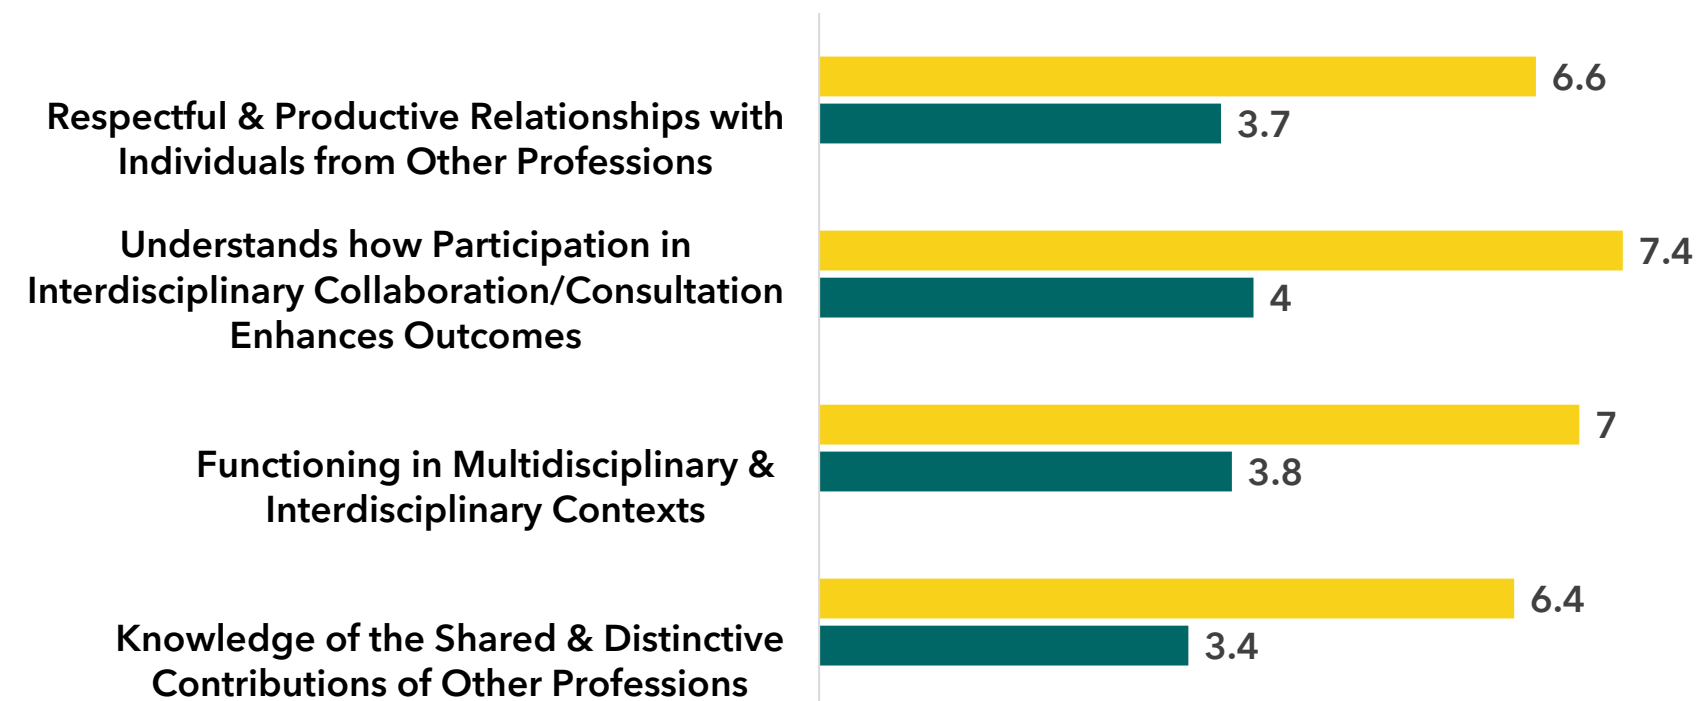 6.6
Respectful & Productive Relationships with
3.7
Individuals from Other Professions
Understands how Participation in
7.4
Interdisciplinary Collaboration/Consultation
4
Enhances Outcomes
7
Functioning in Multidisciplinary &
3.8
Interdisciplinary Contexts
6.4
Knowledge of the Shared & Distinctive
3.4
Contributions of Other Professions